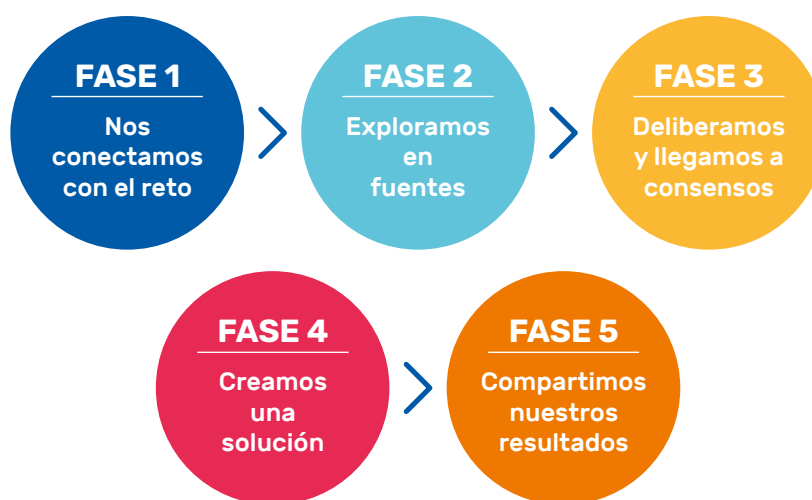 FASE 1
Nos
conectamos
con el reto
FASE 2
Exploramos
en
fuentes
FASE 3
Deliberamos
y llegamos a
consensos
FASE 4
Creamos
una
solución
FASE 5
Compartimos
nuestros
resultados